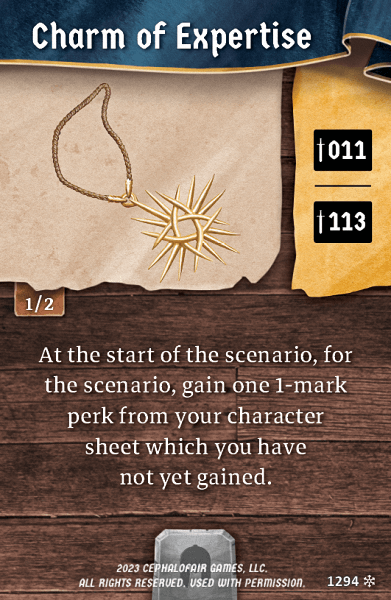 Charm of Expertise
011
113
1/2
At the start of the scenario, for
the scenario, gain one 1-mark
perk from your character
sheet which you have
not yet gained.
2023 CEPHALOFAIR GAMES, LLC.
ALL RIGHTS RESERVED. USED WITH PERMISSION.
1294